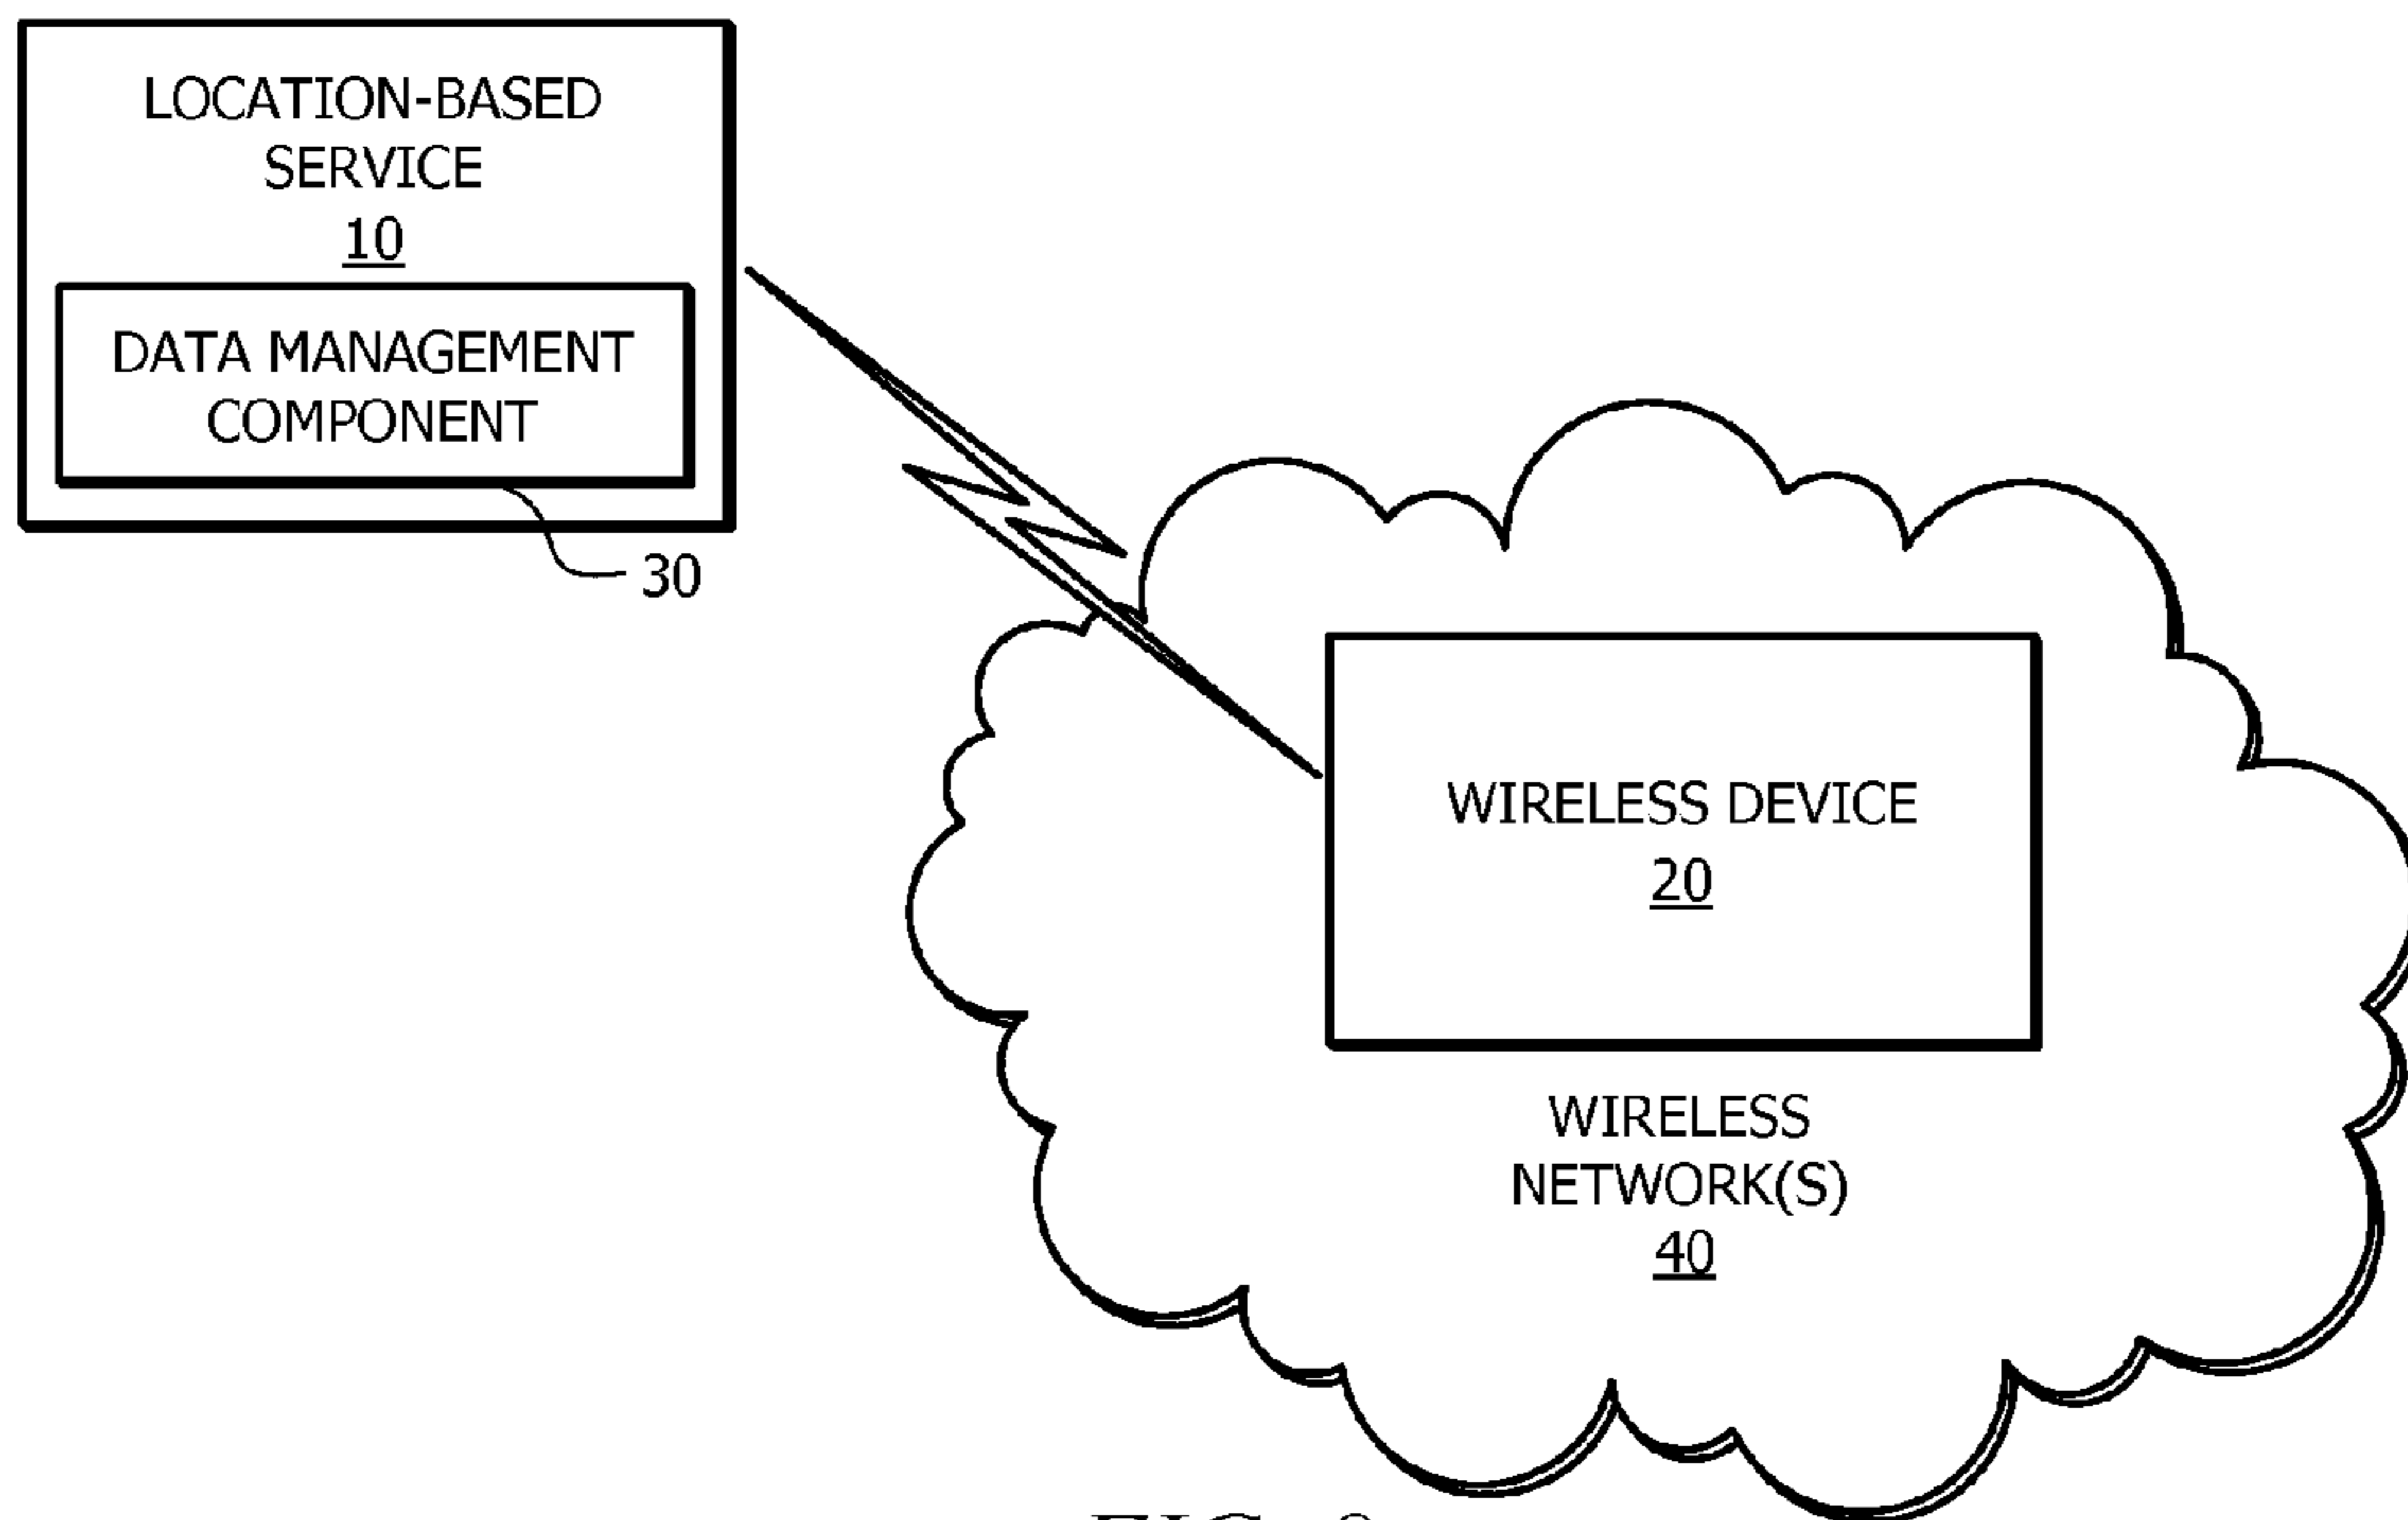 LOCATION-BASED
SERVICE
10
DATA MANAGEMENT
COMPONENT
30
WIRELESS DEVICE
20
WIRELESS
NETWORK(S)
40